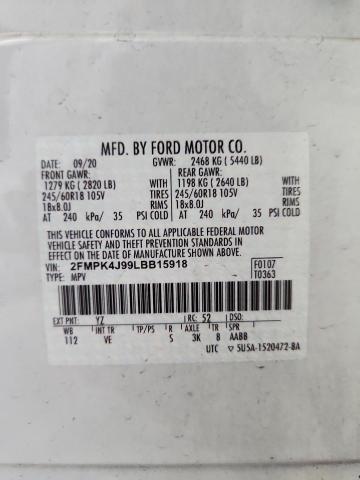 MFD. BY FORD MOTOR CO.
DATE: 09/20 GVWR: 2468 KG (5440 LB)
FRONT GAWR: REAR GAWR:
1279 KG (2820 LB) WITH 1198 KG (2640 LB) WITH
245/60R18 105V TIRES 245/60R18 105V TIRES
18x8.0J RIMS 18x8.0J RIMS
AT 240 kPa/ 35 PSI COLD AT 240 kPa/ 35 PSI COLD
THIS VEHICLE CONFORMS TO ALL APPLICABLE FEDERAL MOTOR
VEHICLE SAFETY AND THEFT PREVENTION STANDARDS IN
EFFECT ON THE DATE OF MANUFACTURE SHOWN ABOVE.
VIN: 2FMPK4J99LBB15918 F0107
TYPE: MPV T0363
EXT PNT: YZ RC: 52 DSO:
WB INT TR TP/PS R AXLE TR SPR
112 VE S 3K 8 AABB
UTC ▽ 5USA-1520472-BA